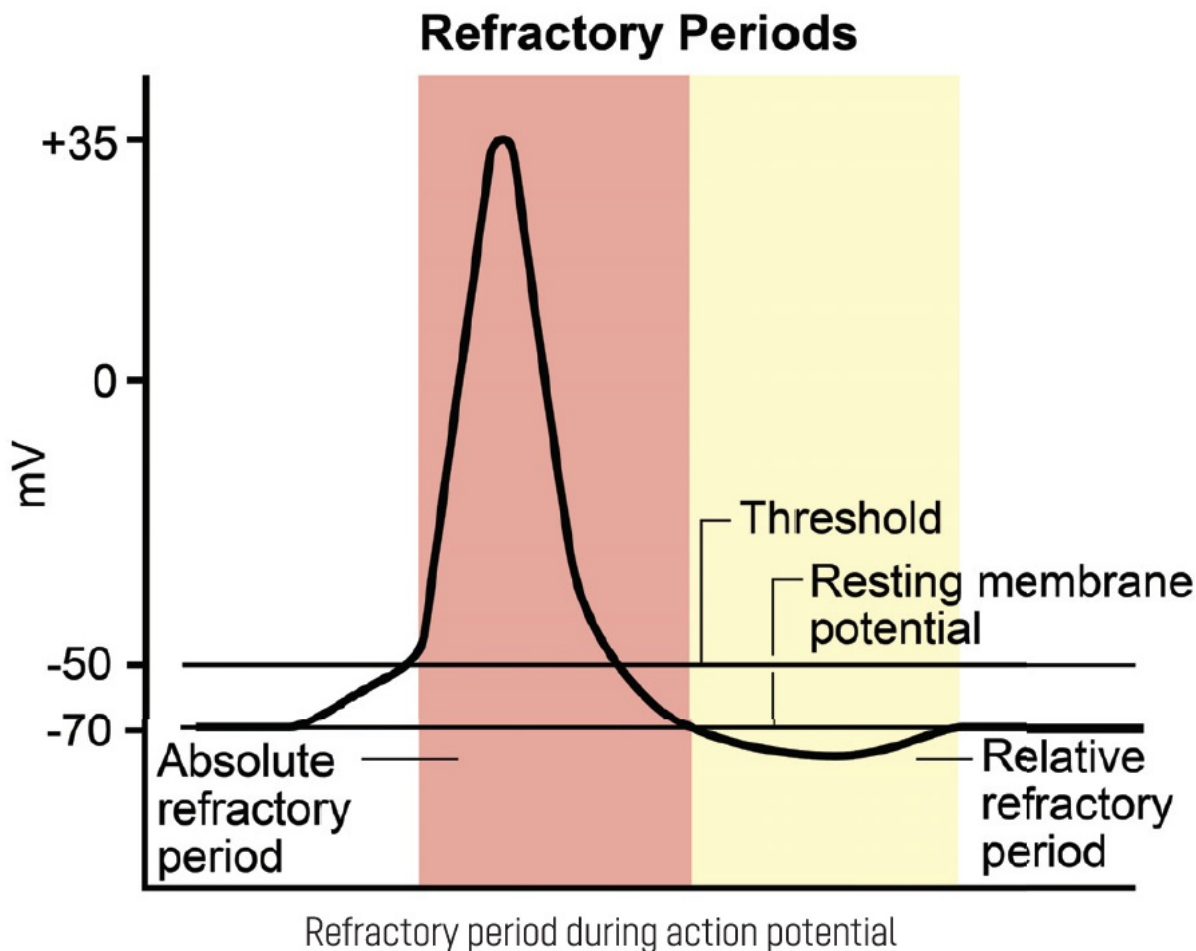 Refractory Periods
+35
0
mV
Threshold
Resting membrane
potential
-50
-70
Absolute
refractory
period
Relative
refractory
period
Refractory period during action potential